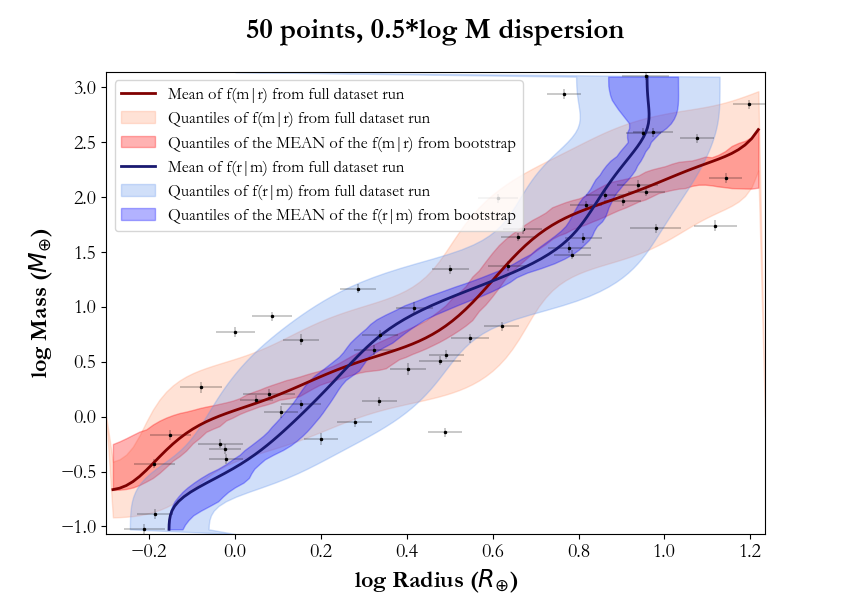 50 points, 0.5*log M dispersion
3.0
2.5
2.0
1.5
1.0
0.5
0.0
−0.5
−1.0
log Mass (M⊕)
Mean of f(m|r) from full dataset run
Quantiles of f(m|r) from full dataset run
Quantiles of the MEAN of the f(m|r) from bootstrap
Mean of f(r|m) from full dataset run
Quantiles of f(r|m) from full dataset run
Quantiles of the MEAN of the f(r|m) from bootstrap
−0.2 0.0 0.2 0.4 0.6 0.8 1.0 1.2
log Radius (R⊕)